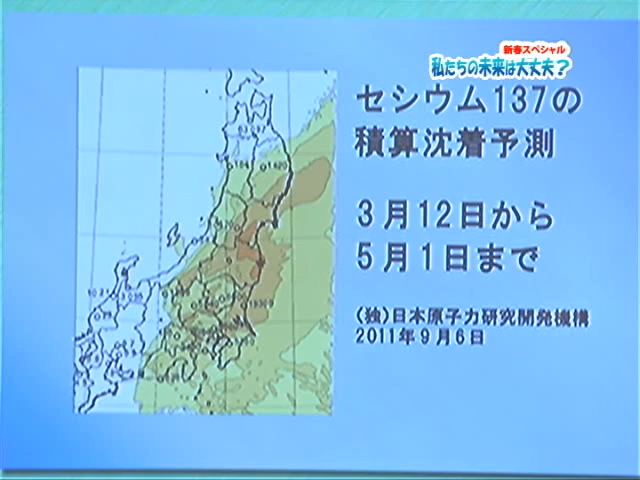 新春スペシャル
私たちの未来は大丈夫？
セシウム137の
積算沈着予測
3月12日から
5月1日まで
(独)日本原子力研究開発機構
2011年9月6日